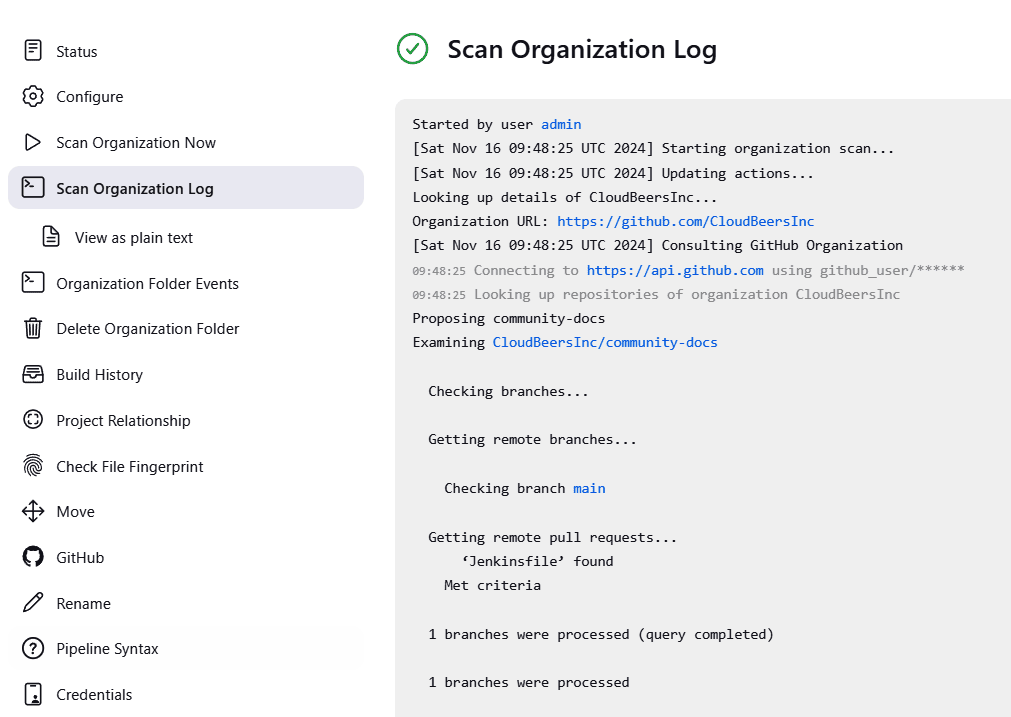 Status
Configure
Scan Organization Now
Scan Organization Log
View as plain text
Organization Folder Events
Delete Organization Folder
Build History
Project Relationship
Check File Fingerprint
Move
GitHub
Rename
Pipeline Syntax
Credentials
Scan Organization Log
Started by user admin
[Sat Nov 16 09:48:25 UTC 2024] Starting organization scan...
[Sat Nov 16 09:48:25 UTC 2024] Updating actions...
Looking up details of CloudBeersInc...
Organization URL: https://github.com/CloudBeersInc
[Sat Nov 16 09:48:25 UTC 2024] Consulting GitHub Organization
09:48:25 Connecting to https://api.github.com using github_user/******
09:48:25 Looking up repositories of organization CloudBeersInc
Proposing community-docs
Examining CloudBeersInc/community-docs
Checking branches...
Getting remote branches...
Checking branch main
Getting remote pull requests...
‘Jenkinsfile’ found
Met criteria
1 branches were processed (query completed)
1 branches were processed